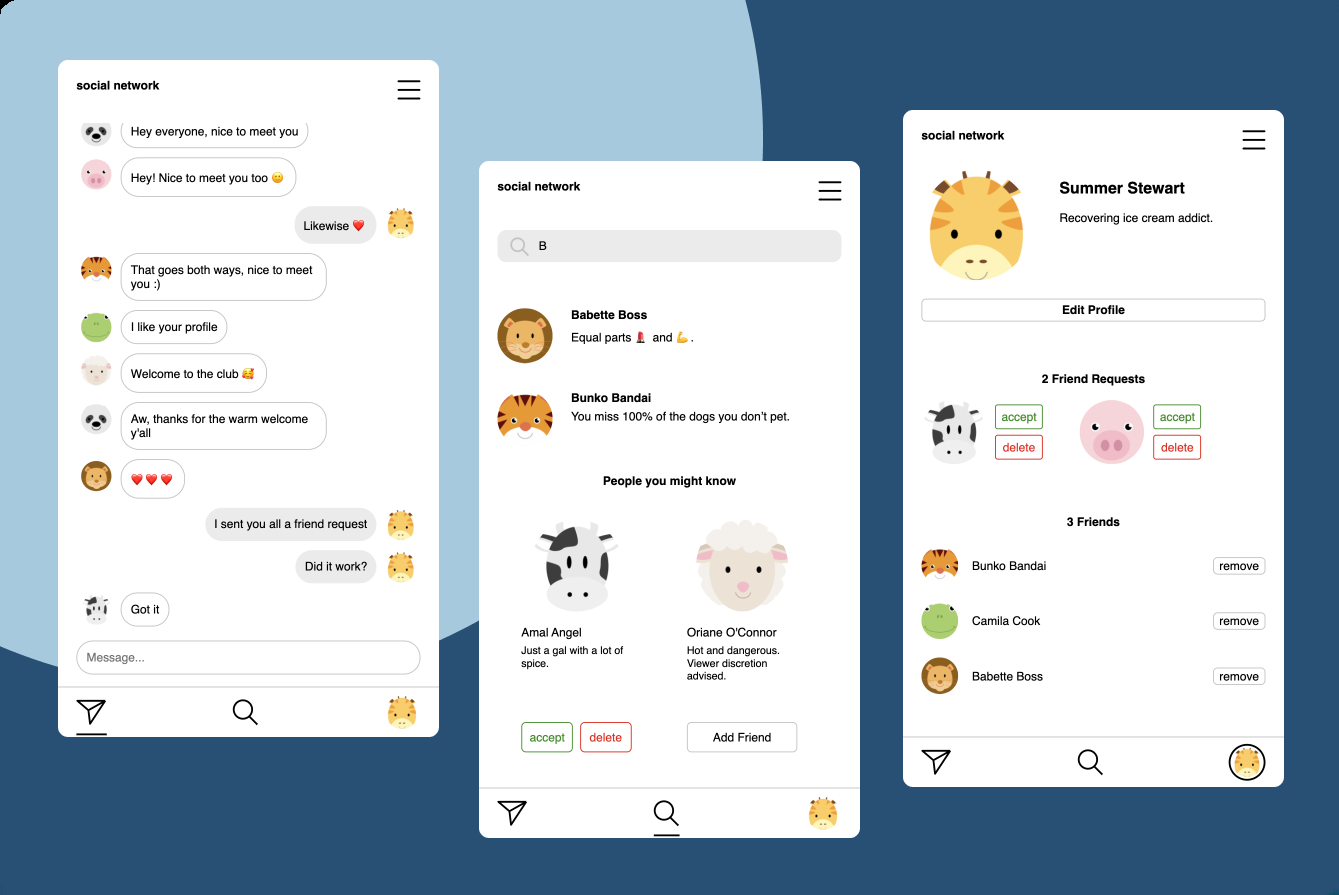 social network
Hey everyone, nice to meet you
Hey! Nice to meet you too 🙂
Likewise ❤️
That goes both ways, nice to meet
you :)
I like your profile
Welcome to the club 🥰
Aw, thanks for the warm welcome
y'all
❤️❤️❤️
I sent you all a friend request
Did it work?
Got it
Message...
social network
B
Babette Boss
Equal parts 💄 and 💪.
Bunko Bandai
You miss 100% of the dogs you don't pet.
People you might know
Amal Angel
Just a gal with a lot of
spice.
accept
delete
Oriane O'Connor
Hot and dangerous.
Viewer discretion
advised.
Add Friend
social network
Summer Stewart
Recovering ice cream addict.
Edit Profile
2 Friend Requests
accept
delete
accept
delete
3 Friends
Bunko Bandai
remove
Camila Cook
remove
Babette Boss
remove